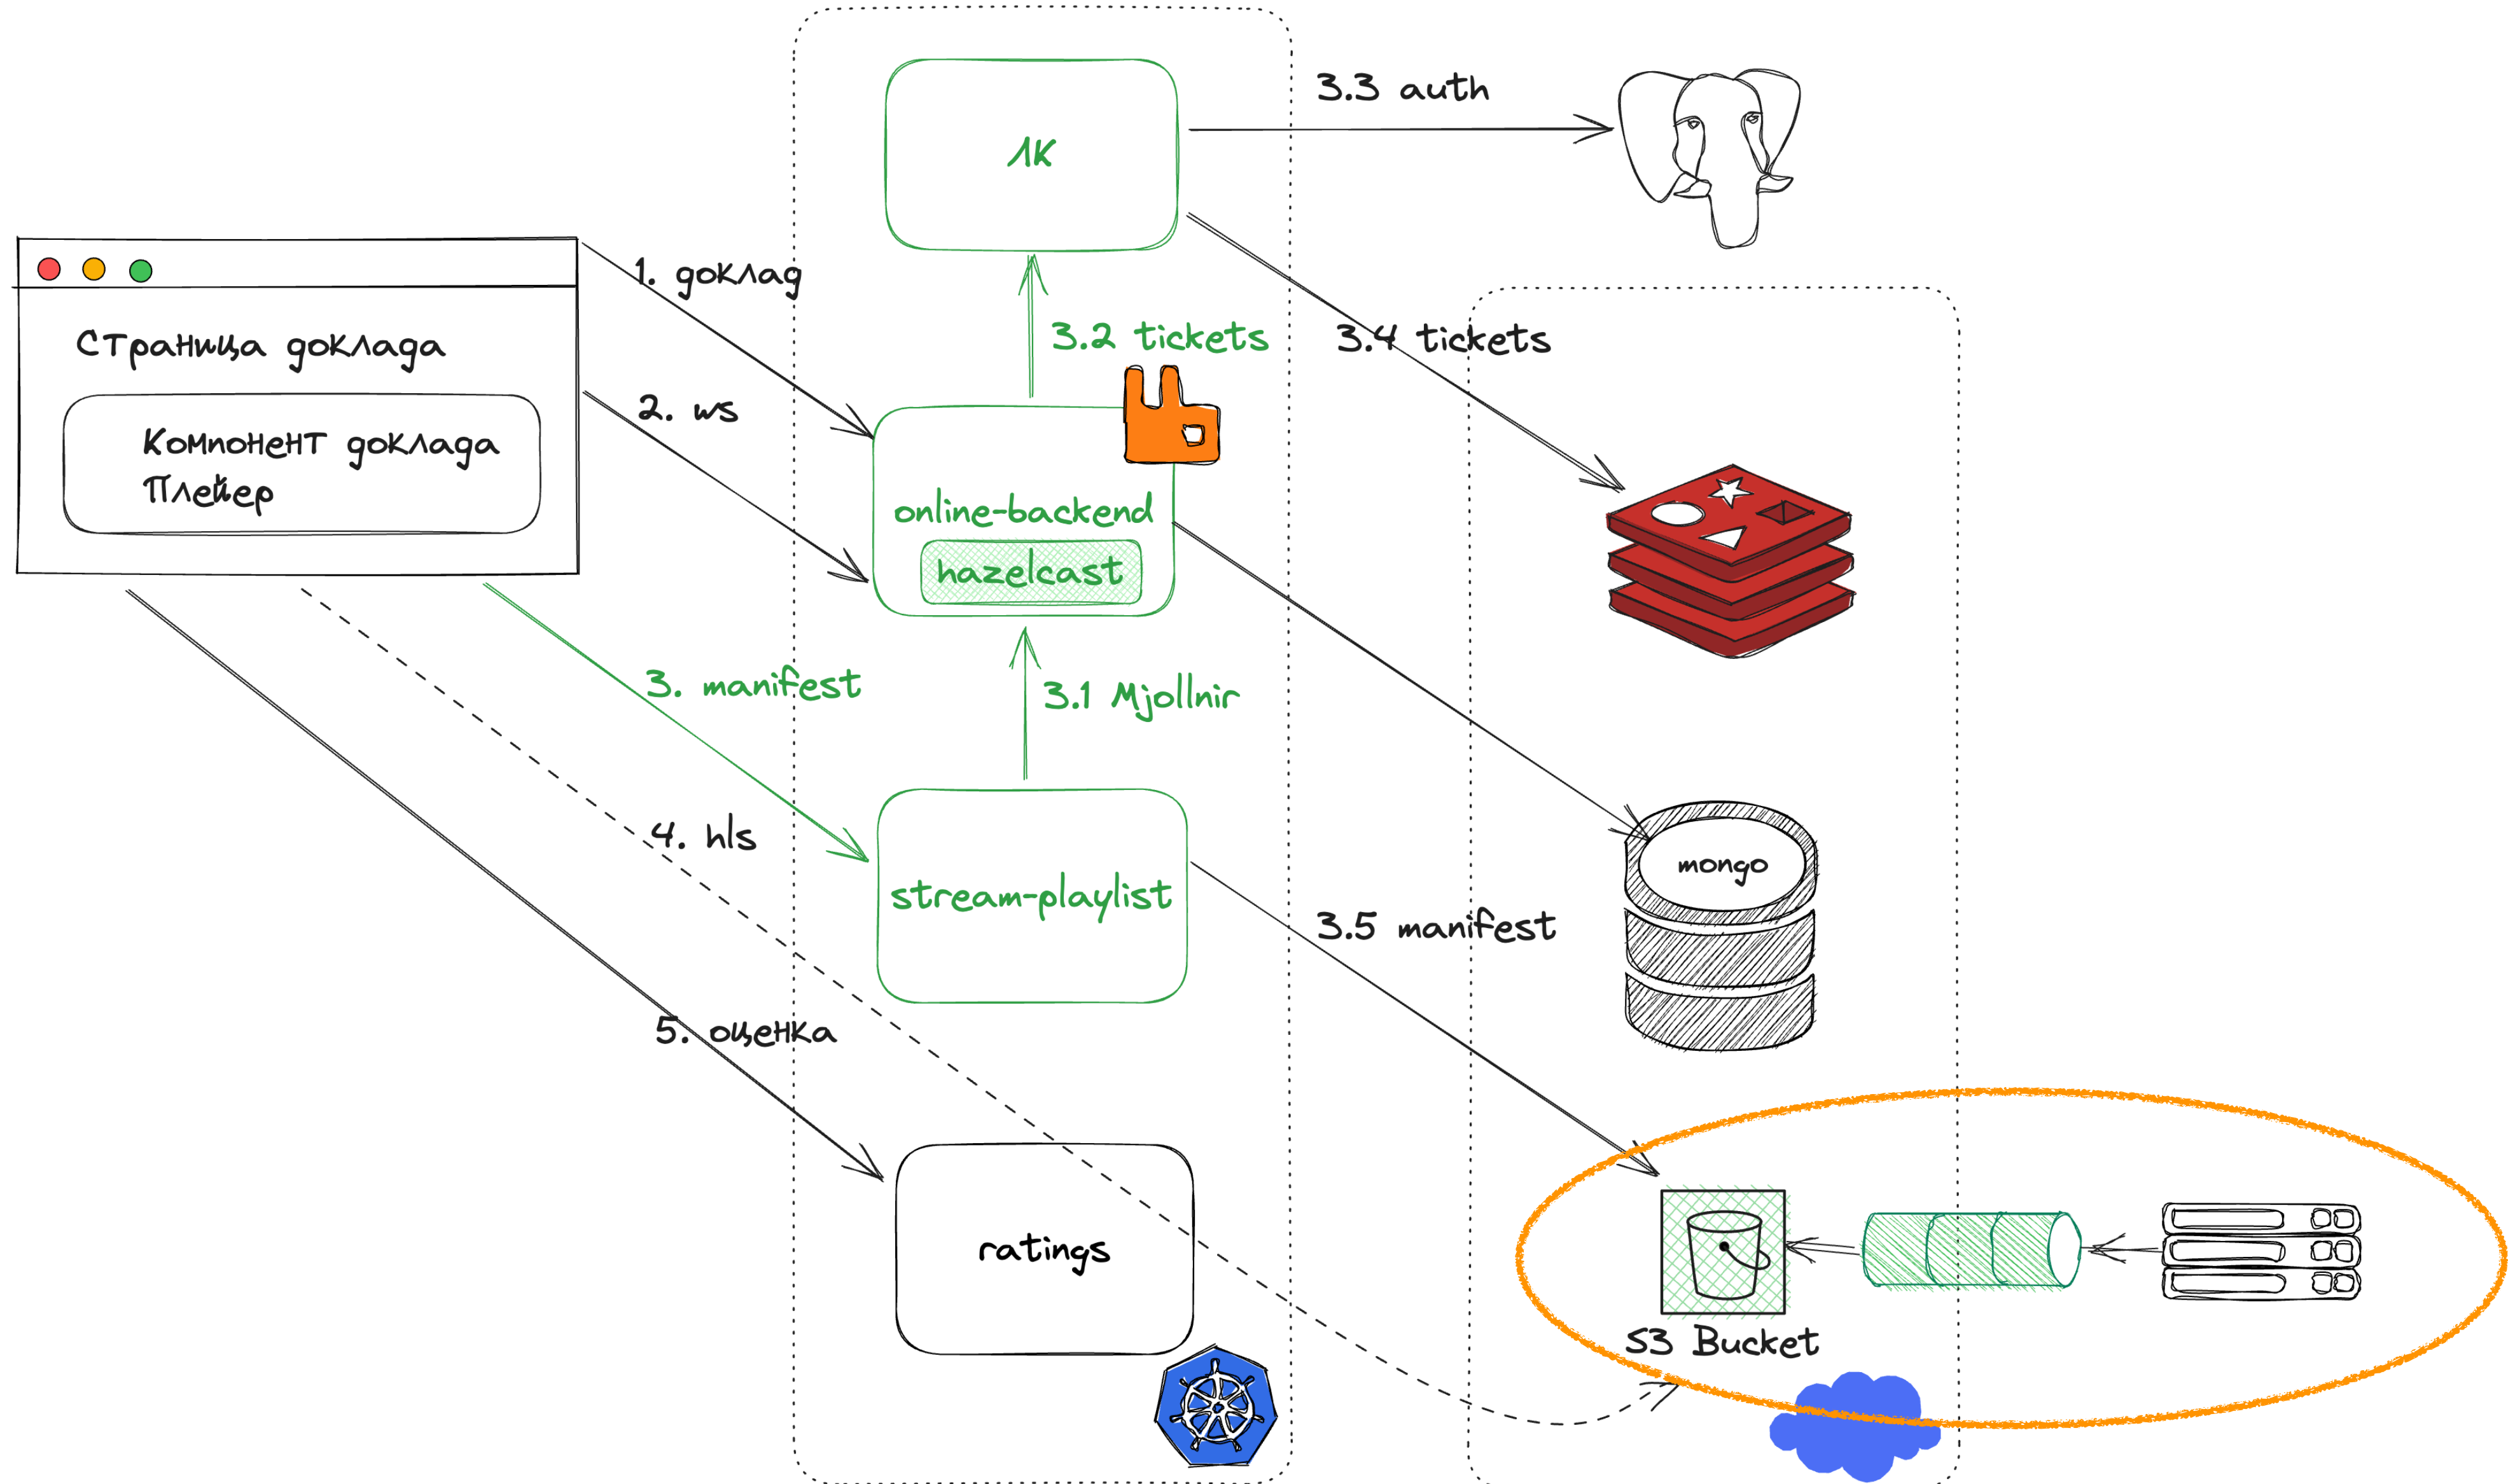 ЛК
3.3 auth
1. доклад
3.2 tickets
3.4 tickets
Страница доклада
2. ws
Компонент доклада
Плейер
online-backend
hazelcast
3. manifest
3.1 Mjollnir
4. hls
mongo
stream-playlist
3.5 manifest
5. оценка
ratings
S3 Bucket